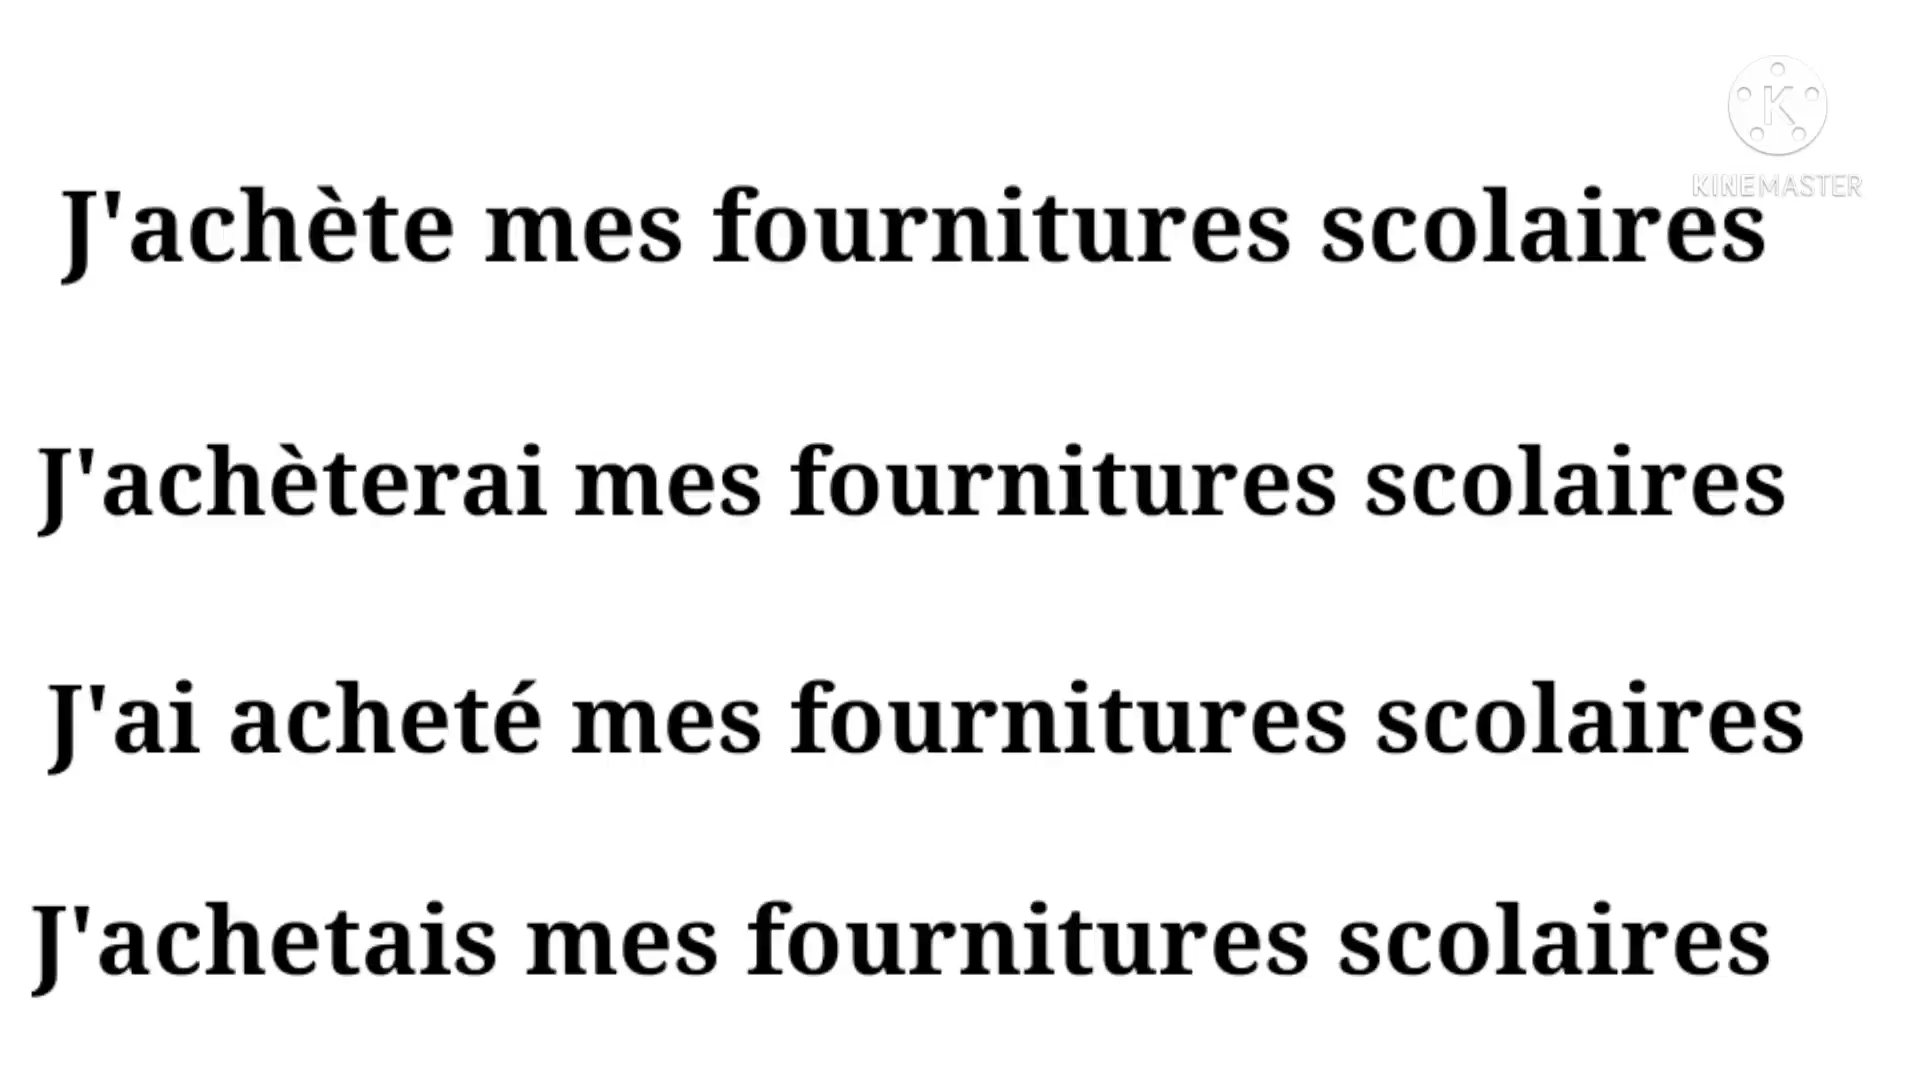 KINEMASTER
J'achète mes fournitures scolaires
J'achèterai mes fournitures scolaires
J'ai acheté mes fournitures scolaires
J'achetais mes fournitures scolaires